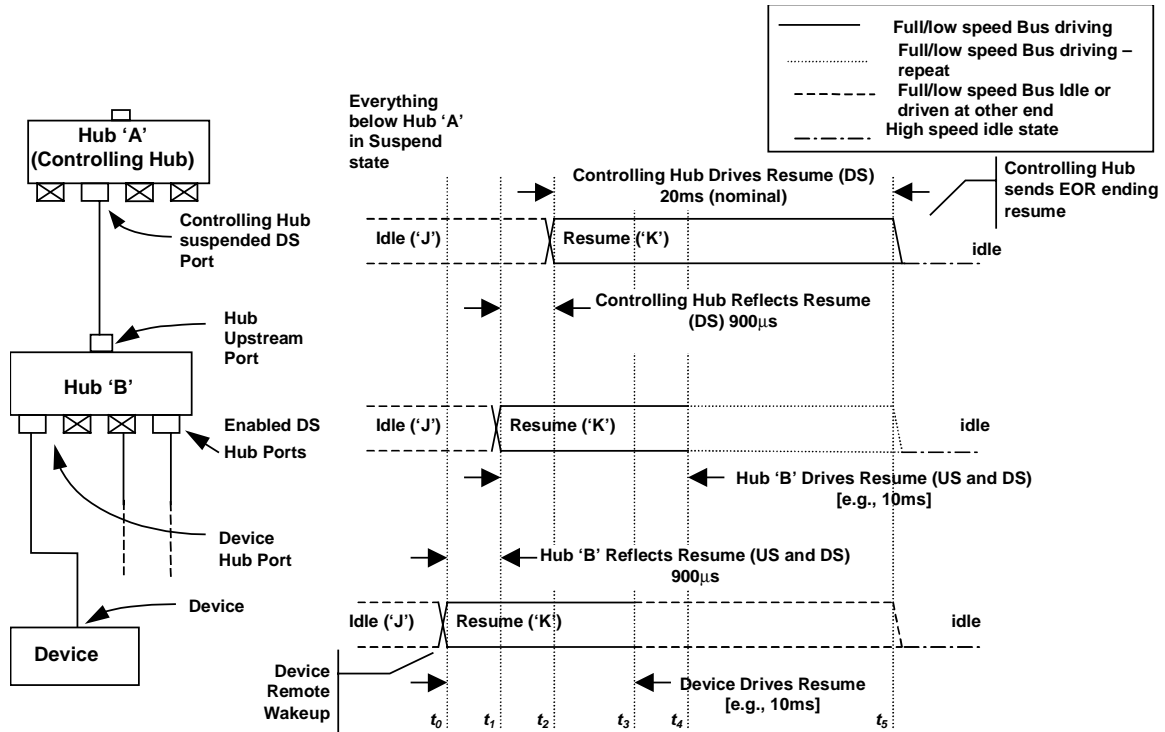 Full/low speed Bus driving
Full/low speed Bus driving –
repeat
Full/low speed Bus Idle or
driven at other end
High speed idle state
Hub 'A'
(Controlling Hub)
Everything
below Hub 'A'
in Suspend
state
Controlling Hub
suspended DS
Port
Controlling Hub Drives Resume (DS)
20ms (nominal)
Controlling Hub
sends EOR ending
resume
Idle ('J')
Resume ('K')
idle
Controlling Hub Reflects Resume
(DS) 900µs
Hub
Upstream
Port
Hub 'B'
Enabled DS
Hub Ports
Idle ('J')
Resume ('K')
idle
Hub 'B' Drives Resume (US and DS)
[e.g., 10ms]
Device
Hub Port
Hub 'B' Reflects Resume (US and DS)
900µs
Device
Device
Idle ('J')
Resume ('K')
idle
Device
Remote
Wakeup
Device Drives Resume
[e.g., 10ms]
t0 t1 t2 t3 t4 t5